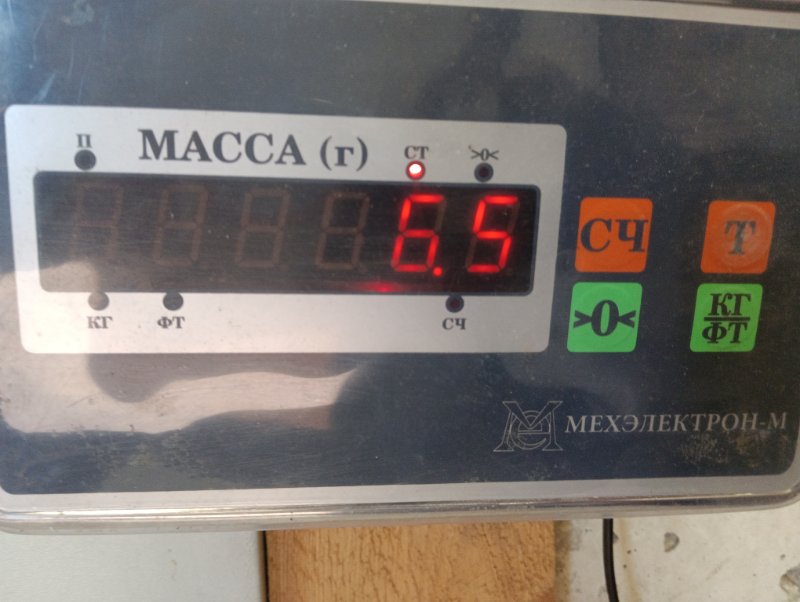 П
МАССА (г)
СТ
>0<
6.5
КГ
ФТ
СЧ
СЧ
Т
>0<
КГ
ФТ
МЕХЭЛЕКТРОН-М